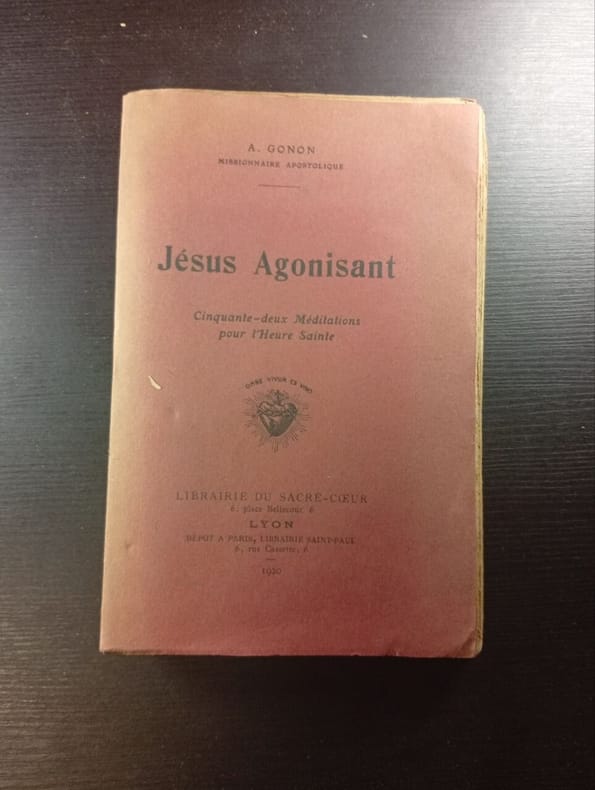 A. GONON
MISSIONNAIRE APOSTOLIQUE
Jésus Agonisant
Cinquante-deux Méditations
pour l'Heure Sainte
LIBRAIRIE DU SACRÉ-CŒUR
6, place Bellecour, 6
LYON
DÉPOT A PARIS, LIBRAIRIE SAINT-PAUL
6, rue Cassette, 6
1920